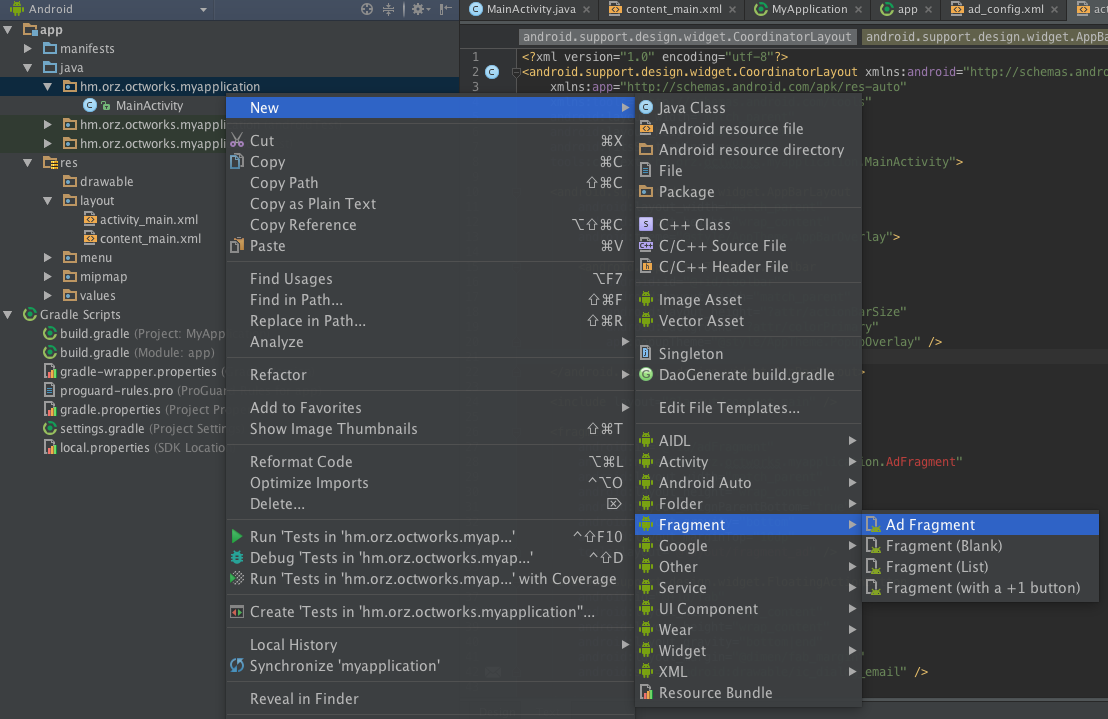 Android
MainActivity.java
content_main.xml
MyApplication
app
ad_config.xml
android.support.design.widget.CoordinatorLayout
app
manifests
java
hm.orz.octworks.myapplication
MainActivity
hm.orz.octworks.myappli
hm.orz.octworks.myappli
res
drawable
layout
activity_main.xml
content_main.xml
menu
mipmap
values
Gradle Scripts
build.gradle (Project: MyApp
build.gradle (Module: app)
gradle-wrapper.properties
proguard-rules.pro (ProGua
gradle.properties (Project Pr
settings.gradle (Project Settin
local.properties (SDK Locatio
1 <?xml version="1.0" encoding="utf-8"?>
2 <android.support.design.widget.CoordinatorLayout xmlns:android="http://schemas.andro
3 xmlns:app="http://schemas.android.com/apk/res-auto"
MainActivity">
rlay">
arSize"
ry"
pOverlay" />
>
ion.AdFragment"
_email" />
New
Cut ⌘X
Copy ⌘C
Copy Path ⇧⌘C
Copy as Plain Text
Copy Reference ⌥⇧⌘C
Paste ⌘V
Find Usages ⌥F7
Find in Path... ⇧⌘F
Replace in Path... ⇧⌘R
Analyze
Refactor
Add to Favorites
Show Image Thumbnails ⇧⌘T
Reformat Code ⌥⌘L
Optimize Imports ^⌥O
Delete... ⌦
Run 'Tests in 'hm.orz.octworks.myap...' ^⇧F10
Debug 'Tests in 'hm.orz.octworks.myap...' ^⇧D
Run 'Tests in 'hm.orz.octworks.myap...' with Coverage
Create 'Tests in 'hm.orz.octworks.myapplication''...
Local History
Synchronize 'myapplication'
Reveal in Finder
Java Class
Android resource file
Android resource directory
File
Package
C++ Class
C/C++ Source File
C/C++ Header File
Image Asset
Vector Asset
Singleton
DaoGenerate build.gradle
Edit File Templates...
AIDL
Activity
Android Auto
Folder
Fragment
Google
Other
Service
UI Component
Wear
Widget
XML
Resource Bundle
Ad Fragment
Fragment (Blank)
Fragment (List)
Fragment (with a +1 button)